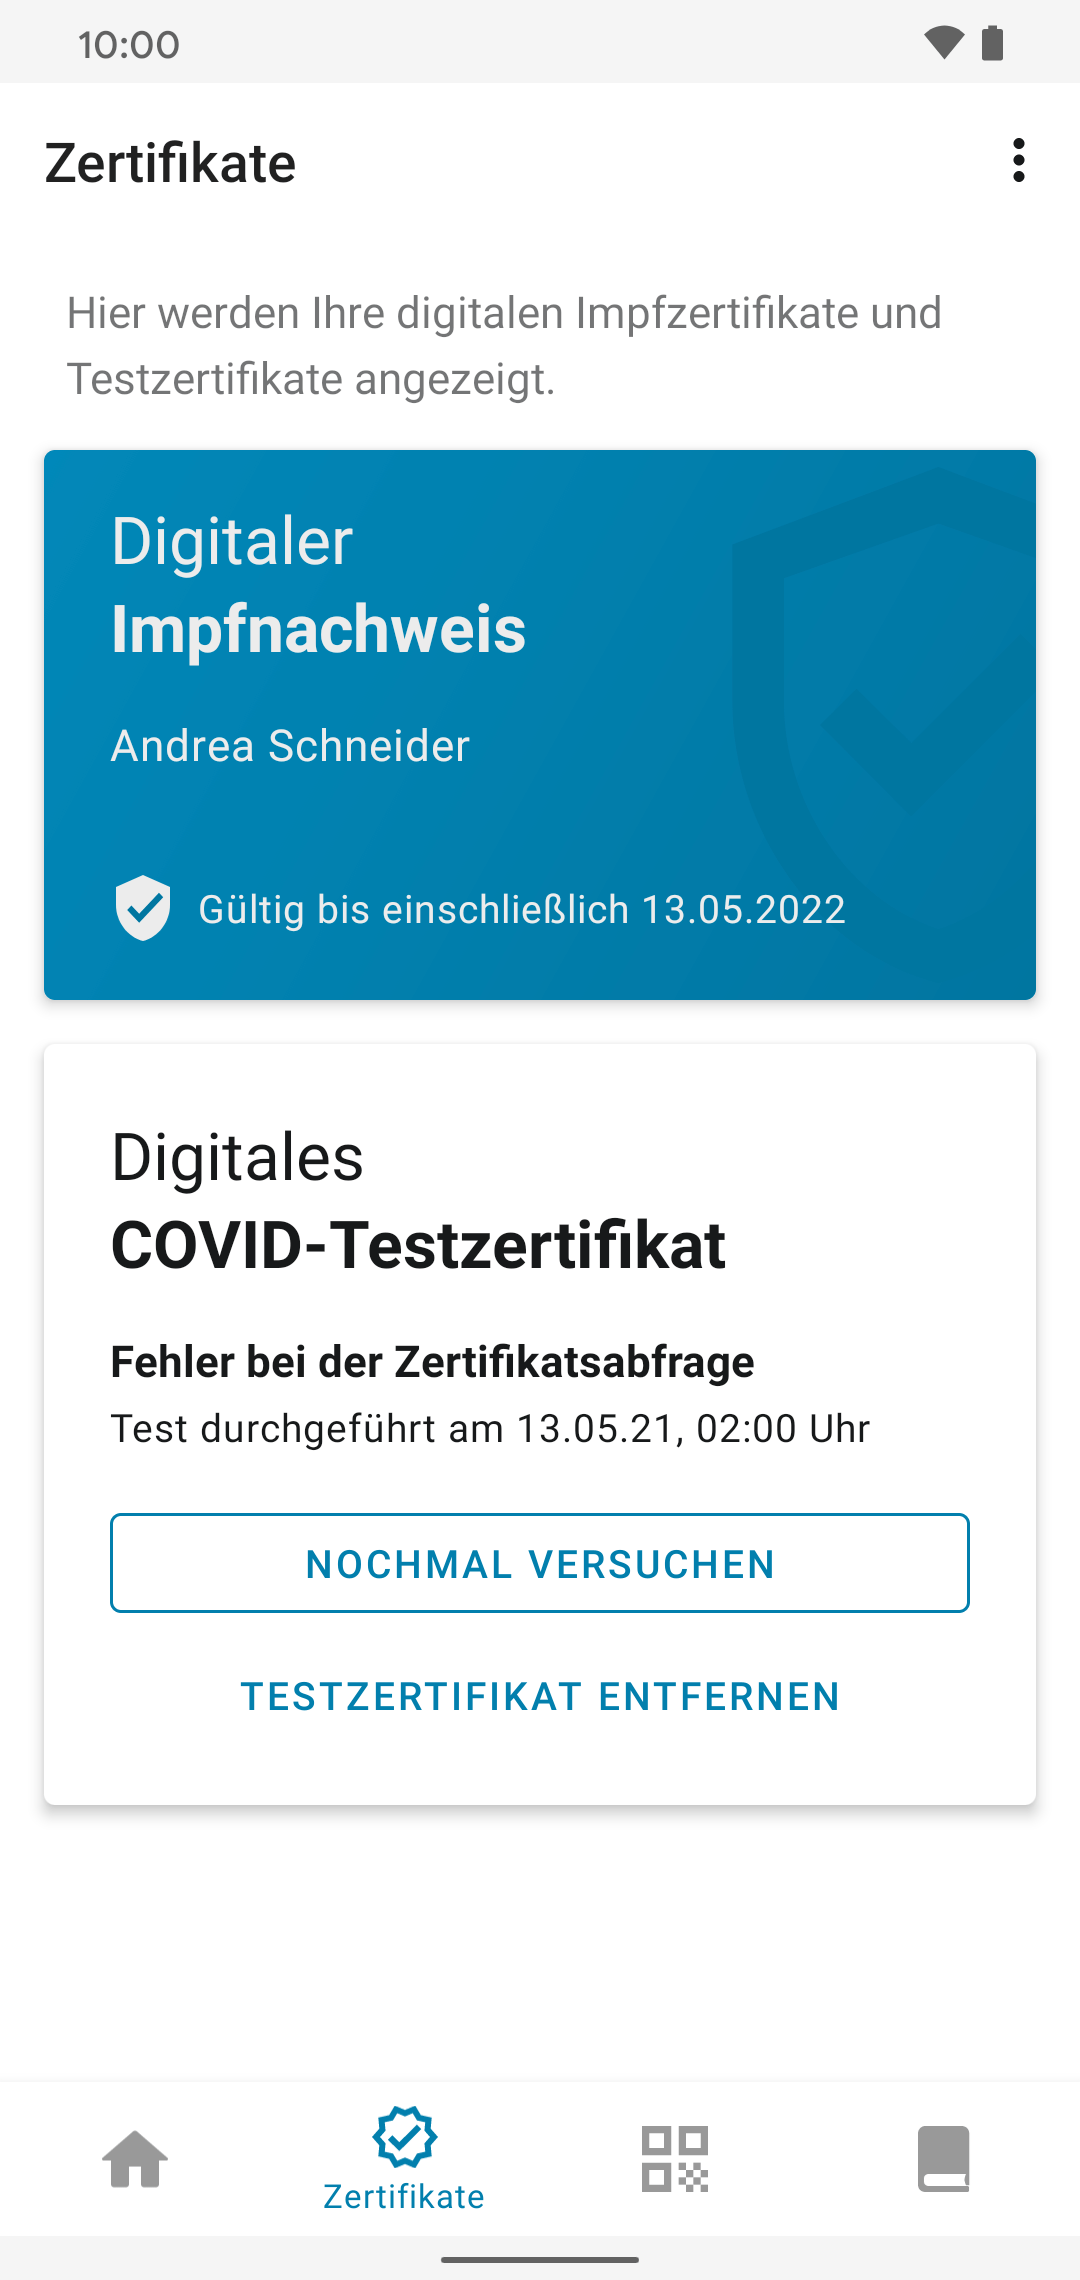 10:00
Zertifikate
Hier werden Ihre digitalen Impfzertifikate und
Testzertifikate angezeigt.
Digitaler
Impfnachweis
Andrea Schneider
Gültig bis einschließlich 13.05.2022
Digitales
COVID-Testzertifikat
Fehler bei der Zertifikatsabfrage
Test durchgeführt am 13.05.21, 02:00 Uhr
NOCHMAL VERSUCHEN
TESTZERTIFIKAT ENTFERNEN
Zertifikate